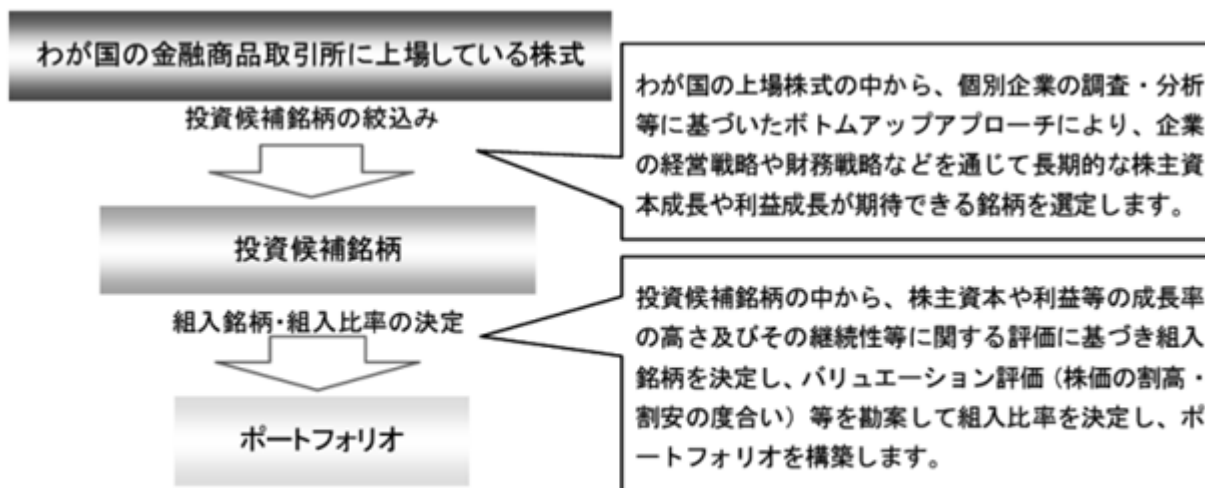 わが国の金融商品取引所に上場している株式
投資候補銘柄の絞込み
わが国の上場株式の中から、個別企業の調査・分析
等に基づいたボトムアップアプローチにより、企業
の経営戦略や財務戦略などを通じて長期的な株主資
本成長や利益成長が期待できる銘柄を選定します。
投資候補銘柄
組入銘柄・組入比率の決定
投資候補銘柄の中から、株主資本や利益等の成長率
の高さ及びその継続性等に関する評価に基づき組入
銘柄を決定し、バリュエーション評価（株価の割高・
割安の度合い）等を勘案して組入比率を決定し、ポ
ートフォリオを構築します。
ポートフォリオ